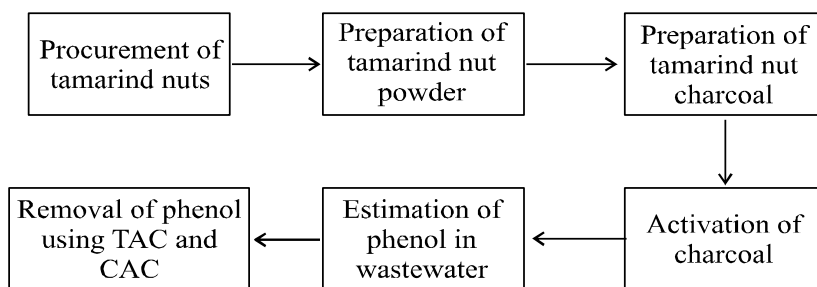 Procurement of
tamarind nuts
Preparation of
tamarind nut
powder
Preparation of
tamarind nut
charcoal
Activation of
charcoal
Estimation of
phenol in
wastewater
Removal of phenol
using TAC and
CAC